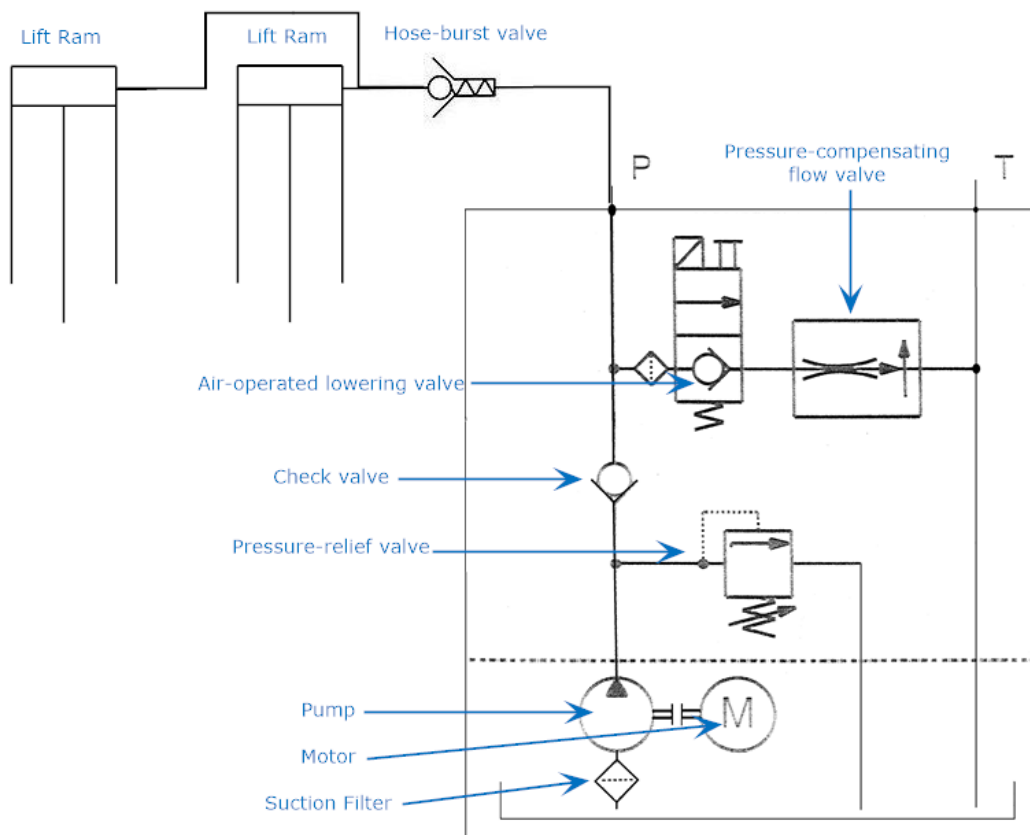 Lift Ram
Lift Ram
Hose-burst valve
P
Pressure-compensating
flow valve
T
Air-operated lowering valve
Check valve
Pressure-relief valve
Pump
M
Motor
Suction Filter